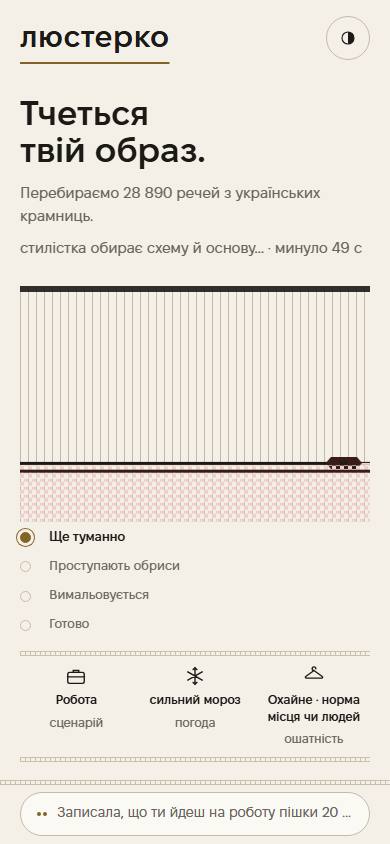 люстерко
Тчеться
твій образ.
Перебираємо 28 890 речей з українських
крамниць.
стилістка обирає схему й основу... · минуло 49 с
Ще туманно
Проступають обриси
Вимальовується
Готово
Робота
сценарій
сильний мороз
погода
Охайне · норма
місця чи людей
ошатність
Записала, що ти йдеш на роботу пішки 20 ...